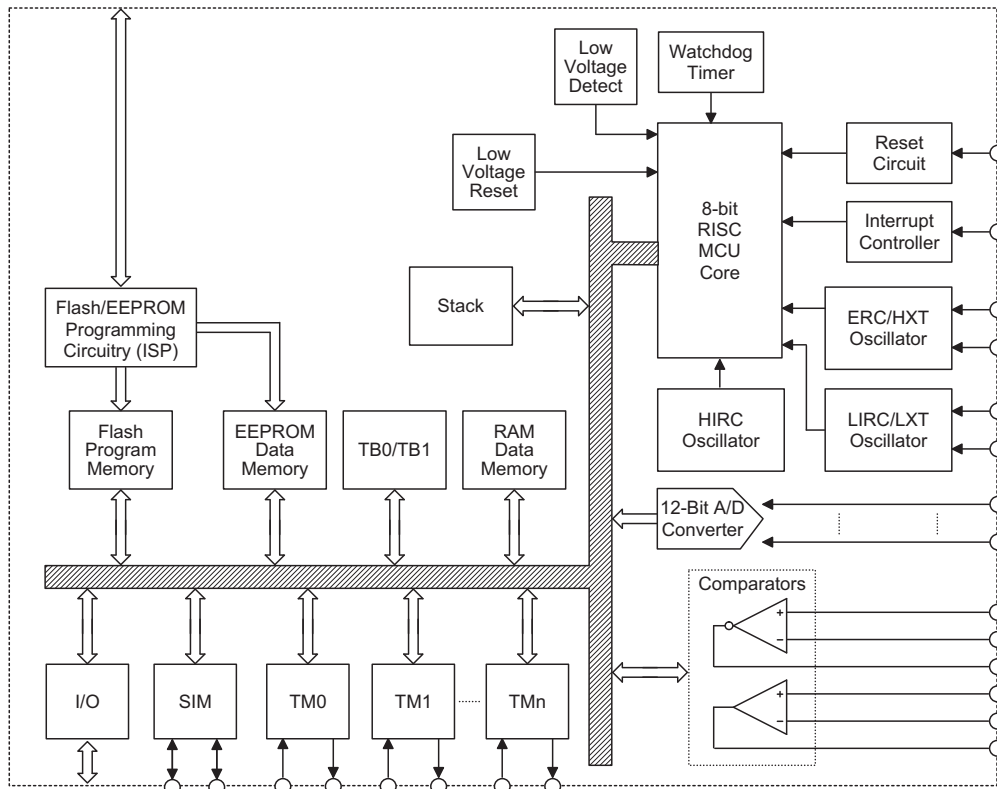 Low
Voltage
Detect
Watchdog
Timer
Low
Voltage
Reset
8-bit
RISC
MCU
Core
Reset
Circuit
Interrupt
Controller
Stack
Flash/EEPROM
Programming
Circuitry (ISP)
ERC/HXT
Oscillator
HIRC
Oscillator
LIRC/LXT
Oscillator
Flash
Program
Memory
EEPROM
Data
Memory
TB0/TB1
RAM
Data
Memory
12-Bit A/D
Converter
Comparators
+
−
+
−
I/O
SIM
TM0
TM1
TMn